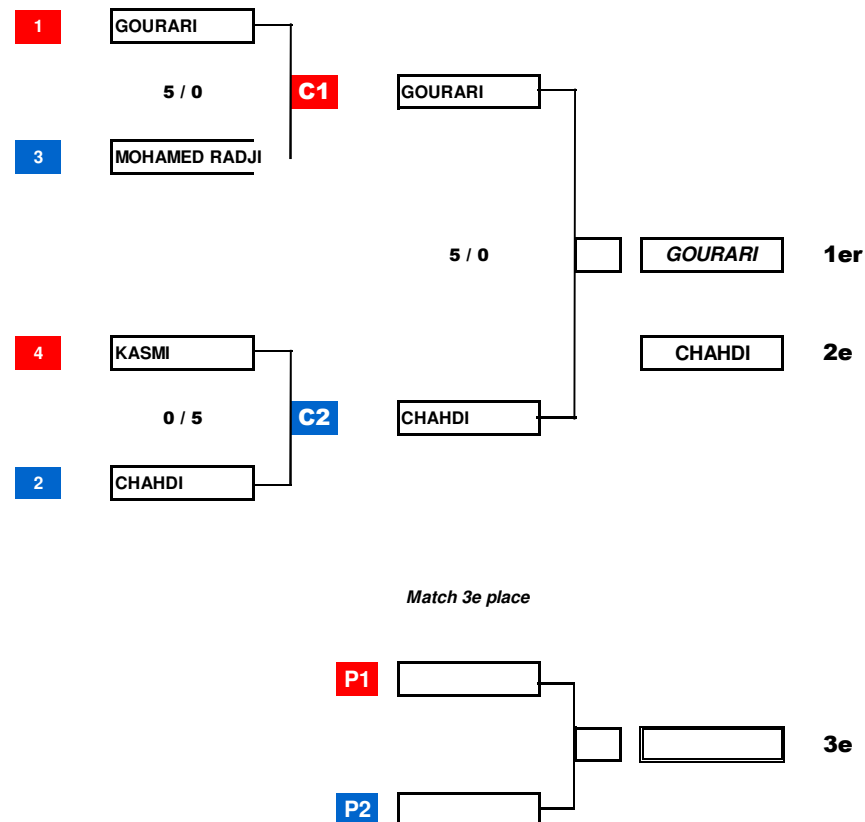 1 GOURARI
5 / 0 C1 GOURARI
3 MOHAMED RADJI
5 / 0 GOURARI 1er
4 KASMI CHAHDI 2e
0 / 5 C2 CHAHDI
2 CHAHDI
Match 3e place
P1
3e
P2